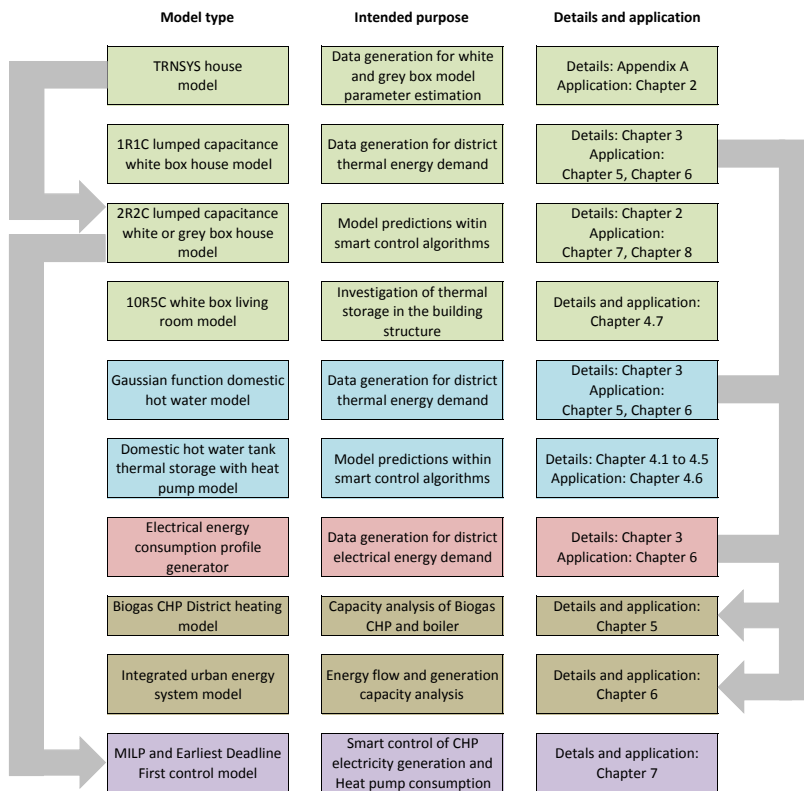 Model type
Intended purpose
Details and application
TRNSYS house
model
Data generation for white
and grey box model
parameter estimation
Details: Appendix A
Application: Chapter 2
1R1C lumped capacitance
white box house model
Data generation for district
thermal energy demand
Details: Chapter 3
Application:
Chapter 5, Chapter 6
2R2C lumped capacitance
white or grey box house
model
Model predictions witin
smart control algorithms
Details: Chapter 2
Application:
Chapter 7, Chapter 8
10R5C white box living
room model
Investigation of thermal
storage in the building
structure
Details and application:
Chapter 4.7
Gaussian function domestic
hot water model
Data generation for district
thermal energy demand
Details: Chapter 3
Application:
Chapter 5, Chapter 6
Domestic hot water tank
thermal storage with heat
pump model
Model predictions within
smart control algorithms
Details: Chapter 4.1 to 4.5
Application: Chapter 4.6
Electrical energy
consumption profile
generator
Data generation for district
electrical energy demand
Details: Chapter 3
Application: Chapter 6
Biogas CHP District heating
model
Capacity analysis of Biogas
CHP and boiler
Details and application:
Chapter 5
Integrated urban energy
system model
Energy flow and generation
capacity analysis
Details and application:
Chapter 6
MILP and Earliest Deadline
First control model
Smart control of CHP
electricity generation and
Heat pump consumption
Detals and application:
Chapter 7